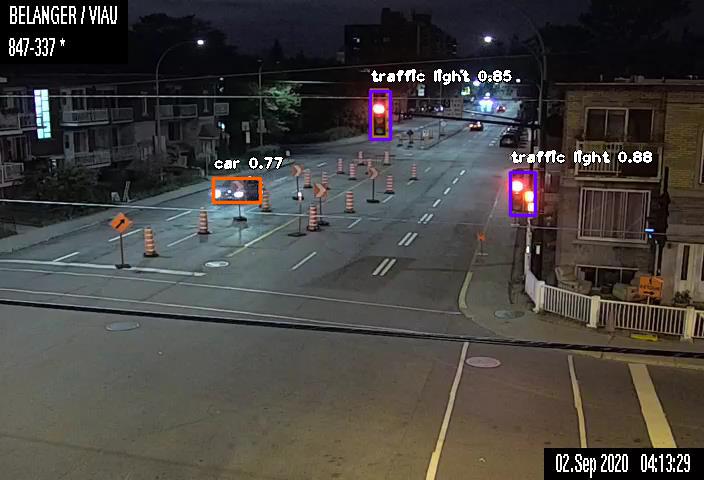 BELANGER / VIAU
847-337 *
traffic light 0.85
car 0.77
traffic light 0.88
02.Sep 2020 04:13:29